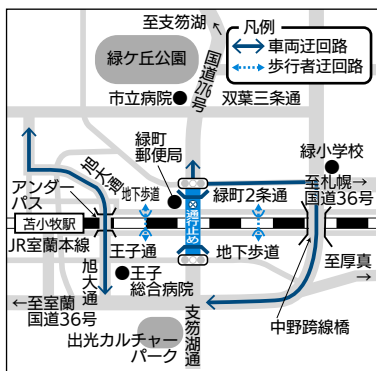 至支笏湖
国道276号
凡例
車両迂回路
歩行者迂回路
緑ケ丘公園
市立病院
双葉三条通
緑町
郵便局
緑小学校
旭大通
アンダー
パス
地下歩道
緑町2条通
至札幌→
国道36号
苫小牧駅
通行止め
JR室蘭本線
王子通
地下歩道
至厚真
→
旭大通
王子
総合病院
←至室蘭
国道36号
支笏湖通
中野跨線橋
出光カルチャー
パーク